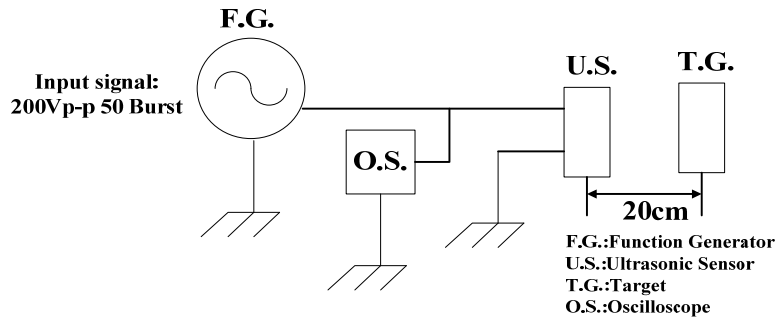 F.G.
Input signal:
200Vp-p 50 Burst
U.S.
T.G.
O.S.
20cm
F.G.:Function Generator
U.S.:Ultrasonic Sensor
T.G.:Target
O.S.:Oscilloscope